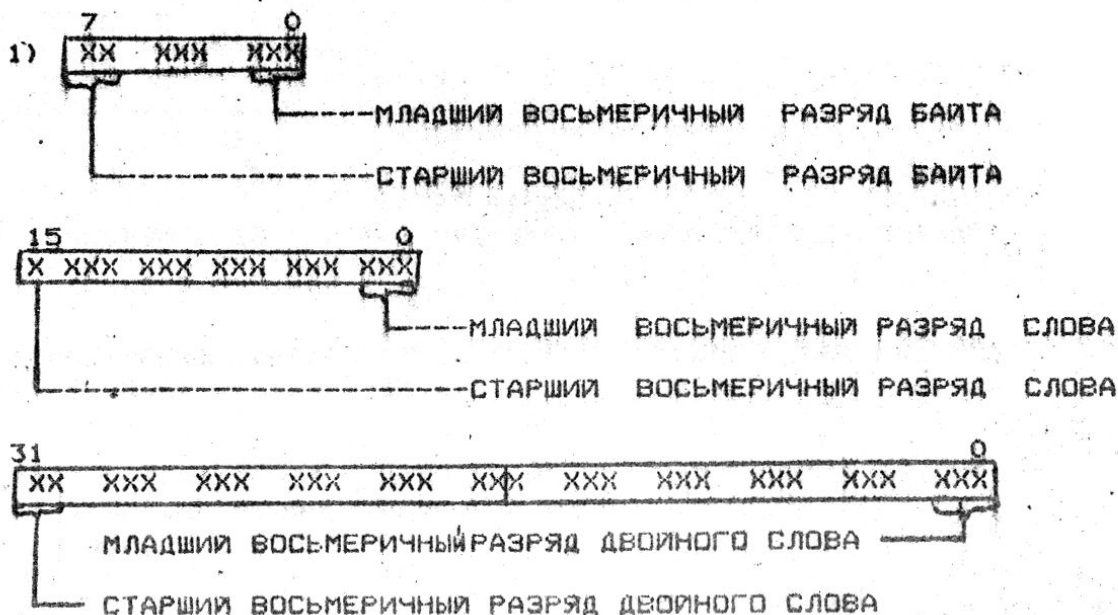 7 0
1) XX XXX XXX
МЛАДШИЙ ВОСЬМЕРИЧНЫЙ РАЗРЯД БАЙТА
СТАРШИЙ ВОСЬМЕРИЧНЫЙ РАЗРЯД БАЙТА
15 0
X XXX XXX XXX XXX XXX
МЛАДШИЙ ВОСЬМЕРИЧНЫЙ РАЗРЯД СЛОВА
СТАРШИЙ ВОСЬМЕРИЧНЫЙ РАЗРЯД СЛОВА
31 0
XX XXX XXX XXX XXX XXX XXX XXX XXX XXX XXX
МЛАДШИЙ ВОСЬМЕРИЧНЫЙ РАЗРЯД ДВОЙНОГО СЛОВА
СТАРШИЙ ВОСЬМЕРИЧНЫЙ РАЗРЯД ДВОЙНОГО СЛОВА